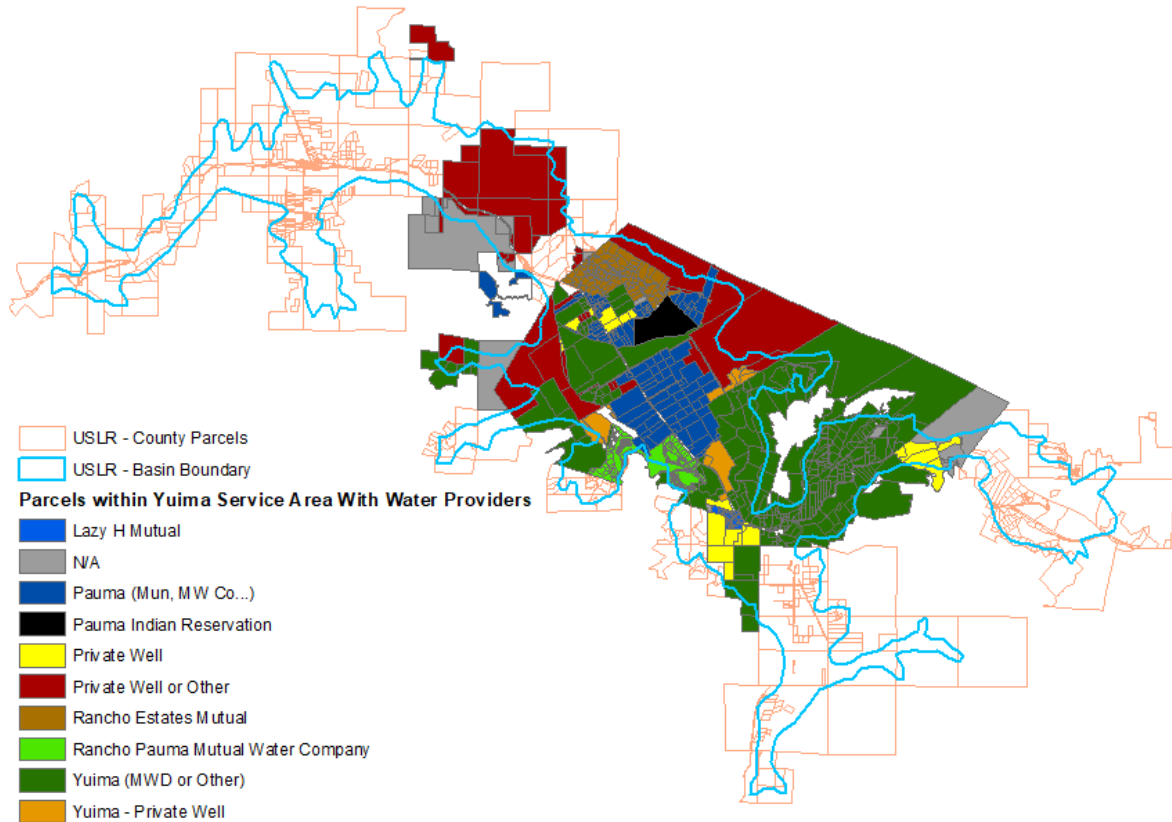 USLR - County Parcels
USLR - Basin Boundary
Parcels within Yuima Service Area With Water Providers
Lazy H Mutual
N/A
Pauma (Mun, MW Co...)
Pauma Indian Reservation
Private Well
Private Well or Other
Rancho Estates Mutual
Rancho Pauma Mutual Water Company
Yuima (MWD or Other)
Yuima - Private Well